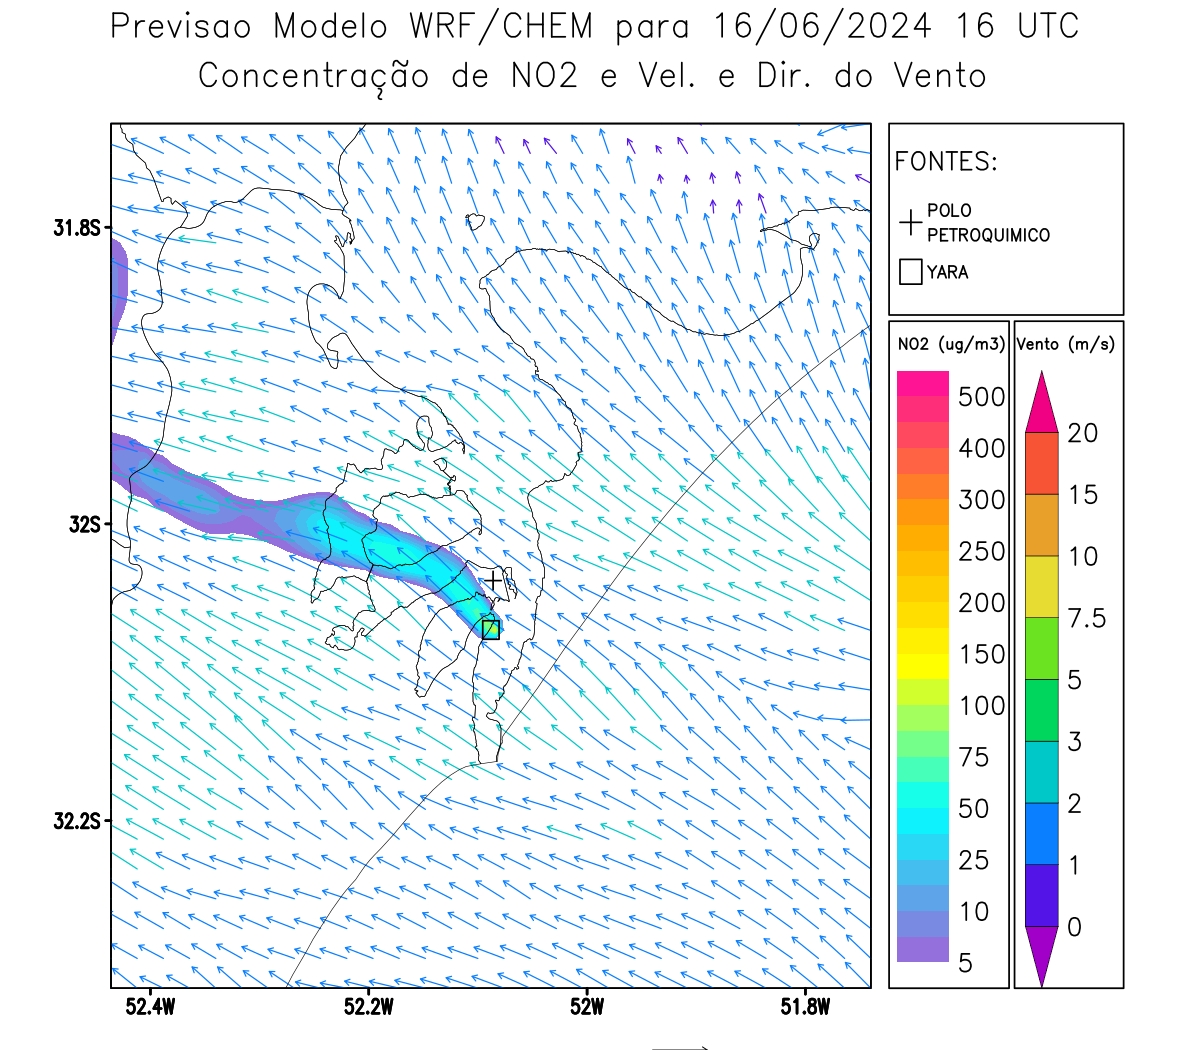 Previsao Modelo WRF/CHEM para 16/06/2024 16 UTC
Concentração de NO2 e Vel. e Dir. do Vento
FONTES:
POLO
PETROQUIMICO
YARA
31.8S
32S
32.2S
52.4W
52.2W
52W
51.8W
NO2 (ug/m3)
500
400
300
250
200
150
100
75
50
25
10
5
Vento (m/s)
20
15
10
7.5
5
3
2
1
0